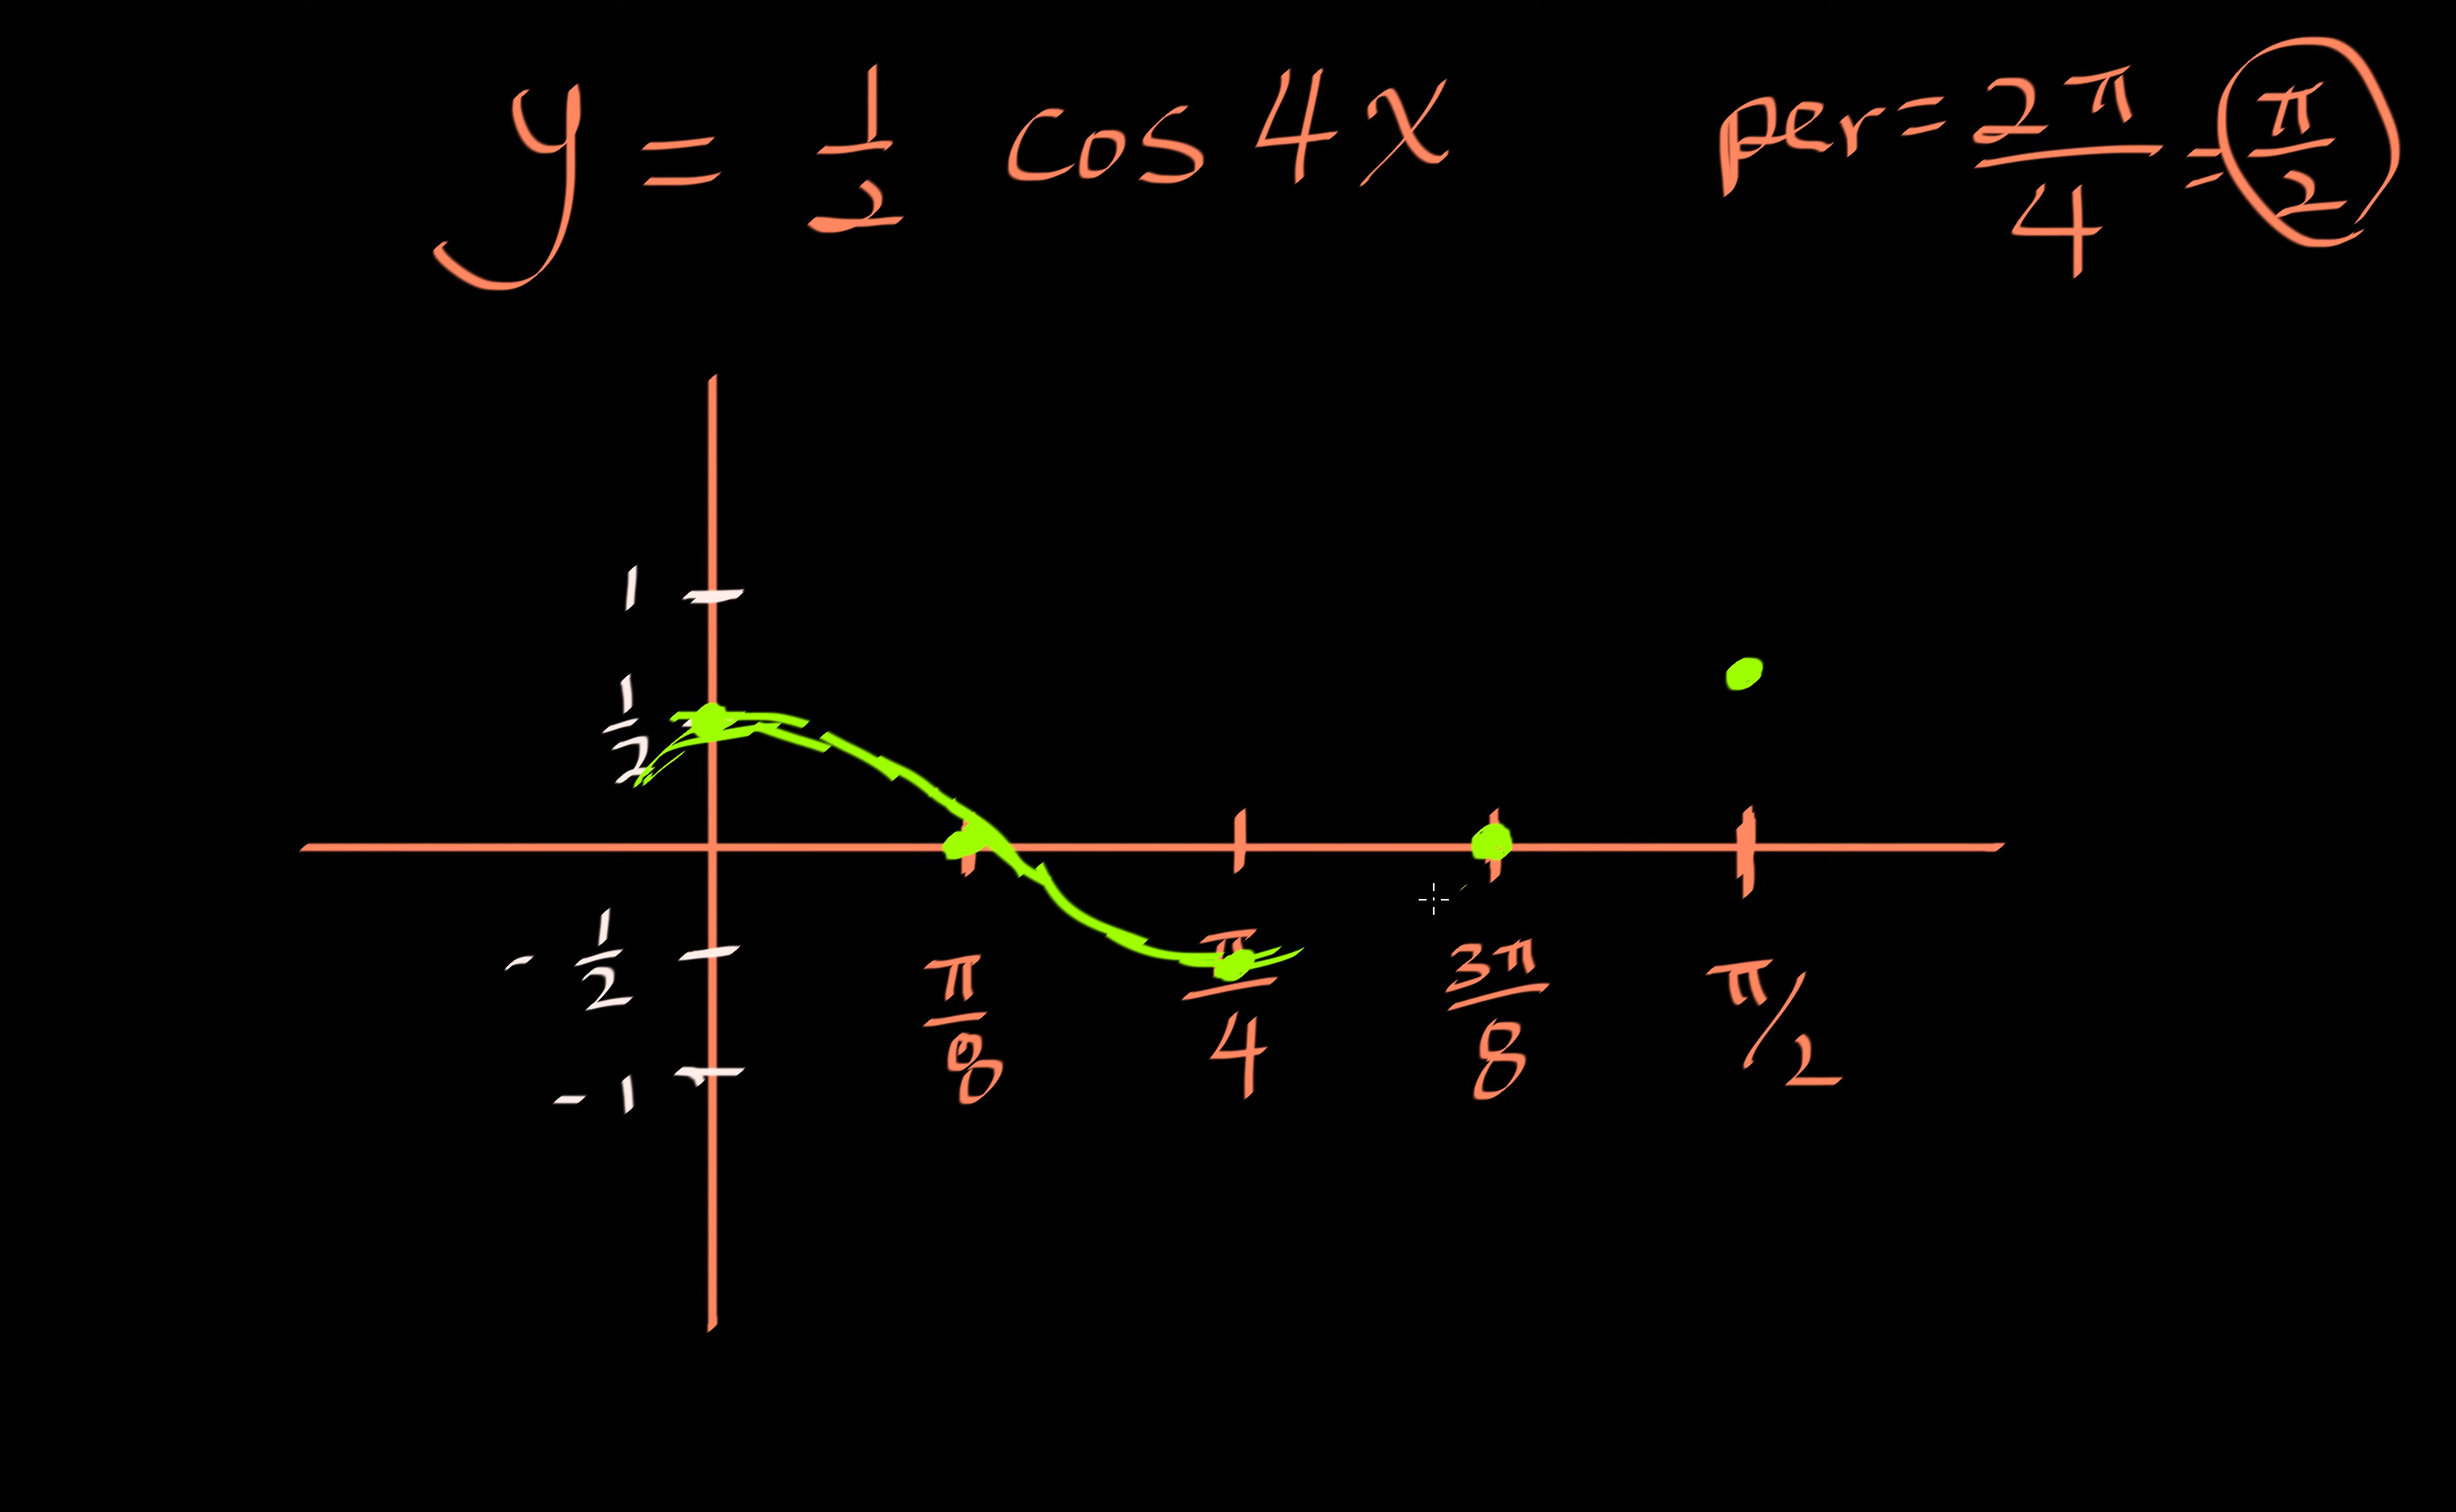 y = 1/2 cos 4x
per = 2π/4 = π/2
1
1/2
- 1/2
- 1
π/8 π/4 3π/8 π/2